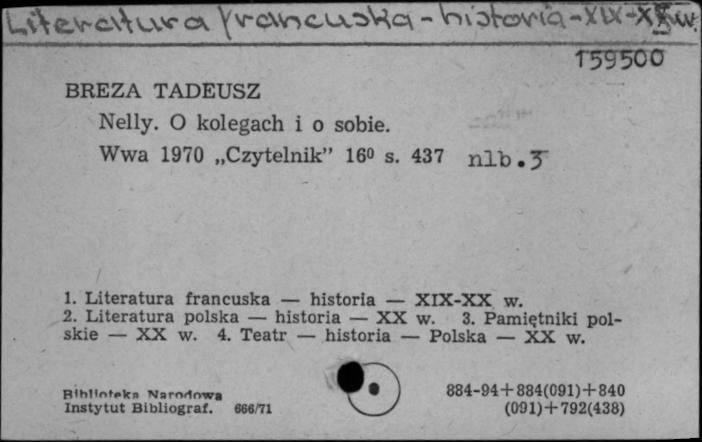 Literatura francuska - historia - XIX-XX w.
159500
BREZA TADEUSZ
Nelly. O kolegach i o sobie.
Wwa 1970 „Czytelnik” 16⁰ s. 437 nlb. 3
1. Literatura francuska — historia — XIX-XX w.
2. Literatura polska — historia — XX w. 3. Pamiętniki pol-
skie — XX w. 4. Teatr — historia — Polska — XX w.
Biblioteka Narodowa
Instytut Bibliograf. 666/71
884-94+884(091)+840
(091)+792(438)